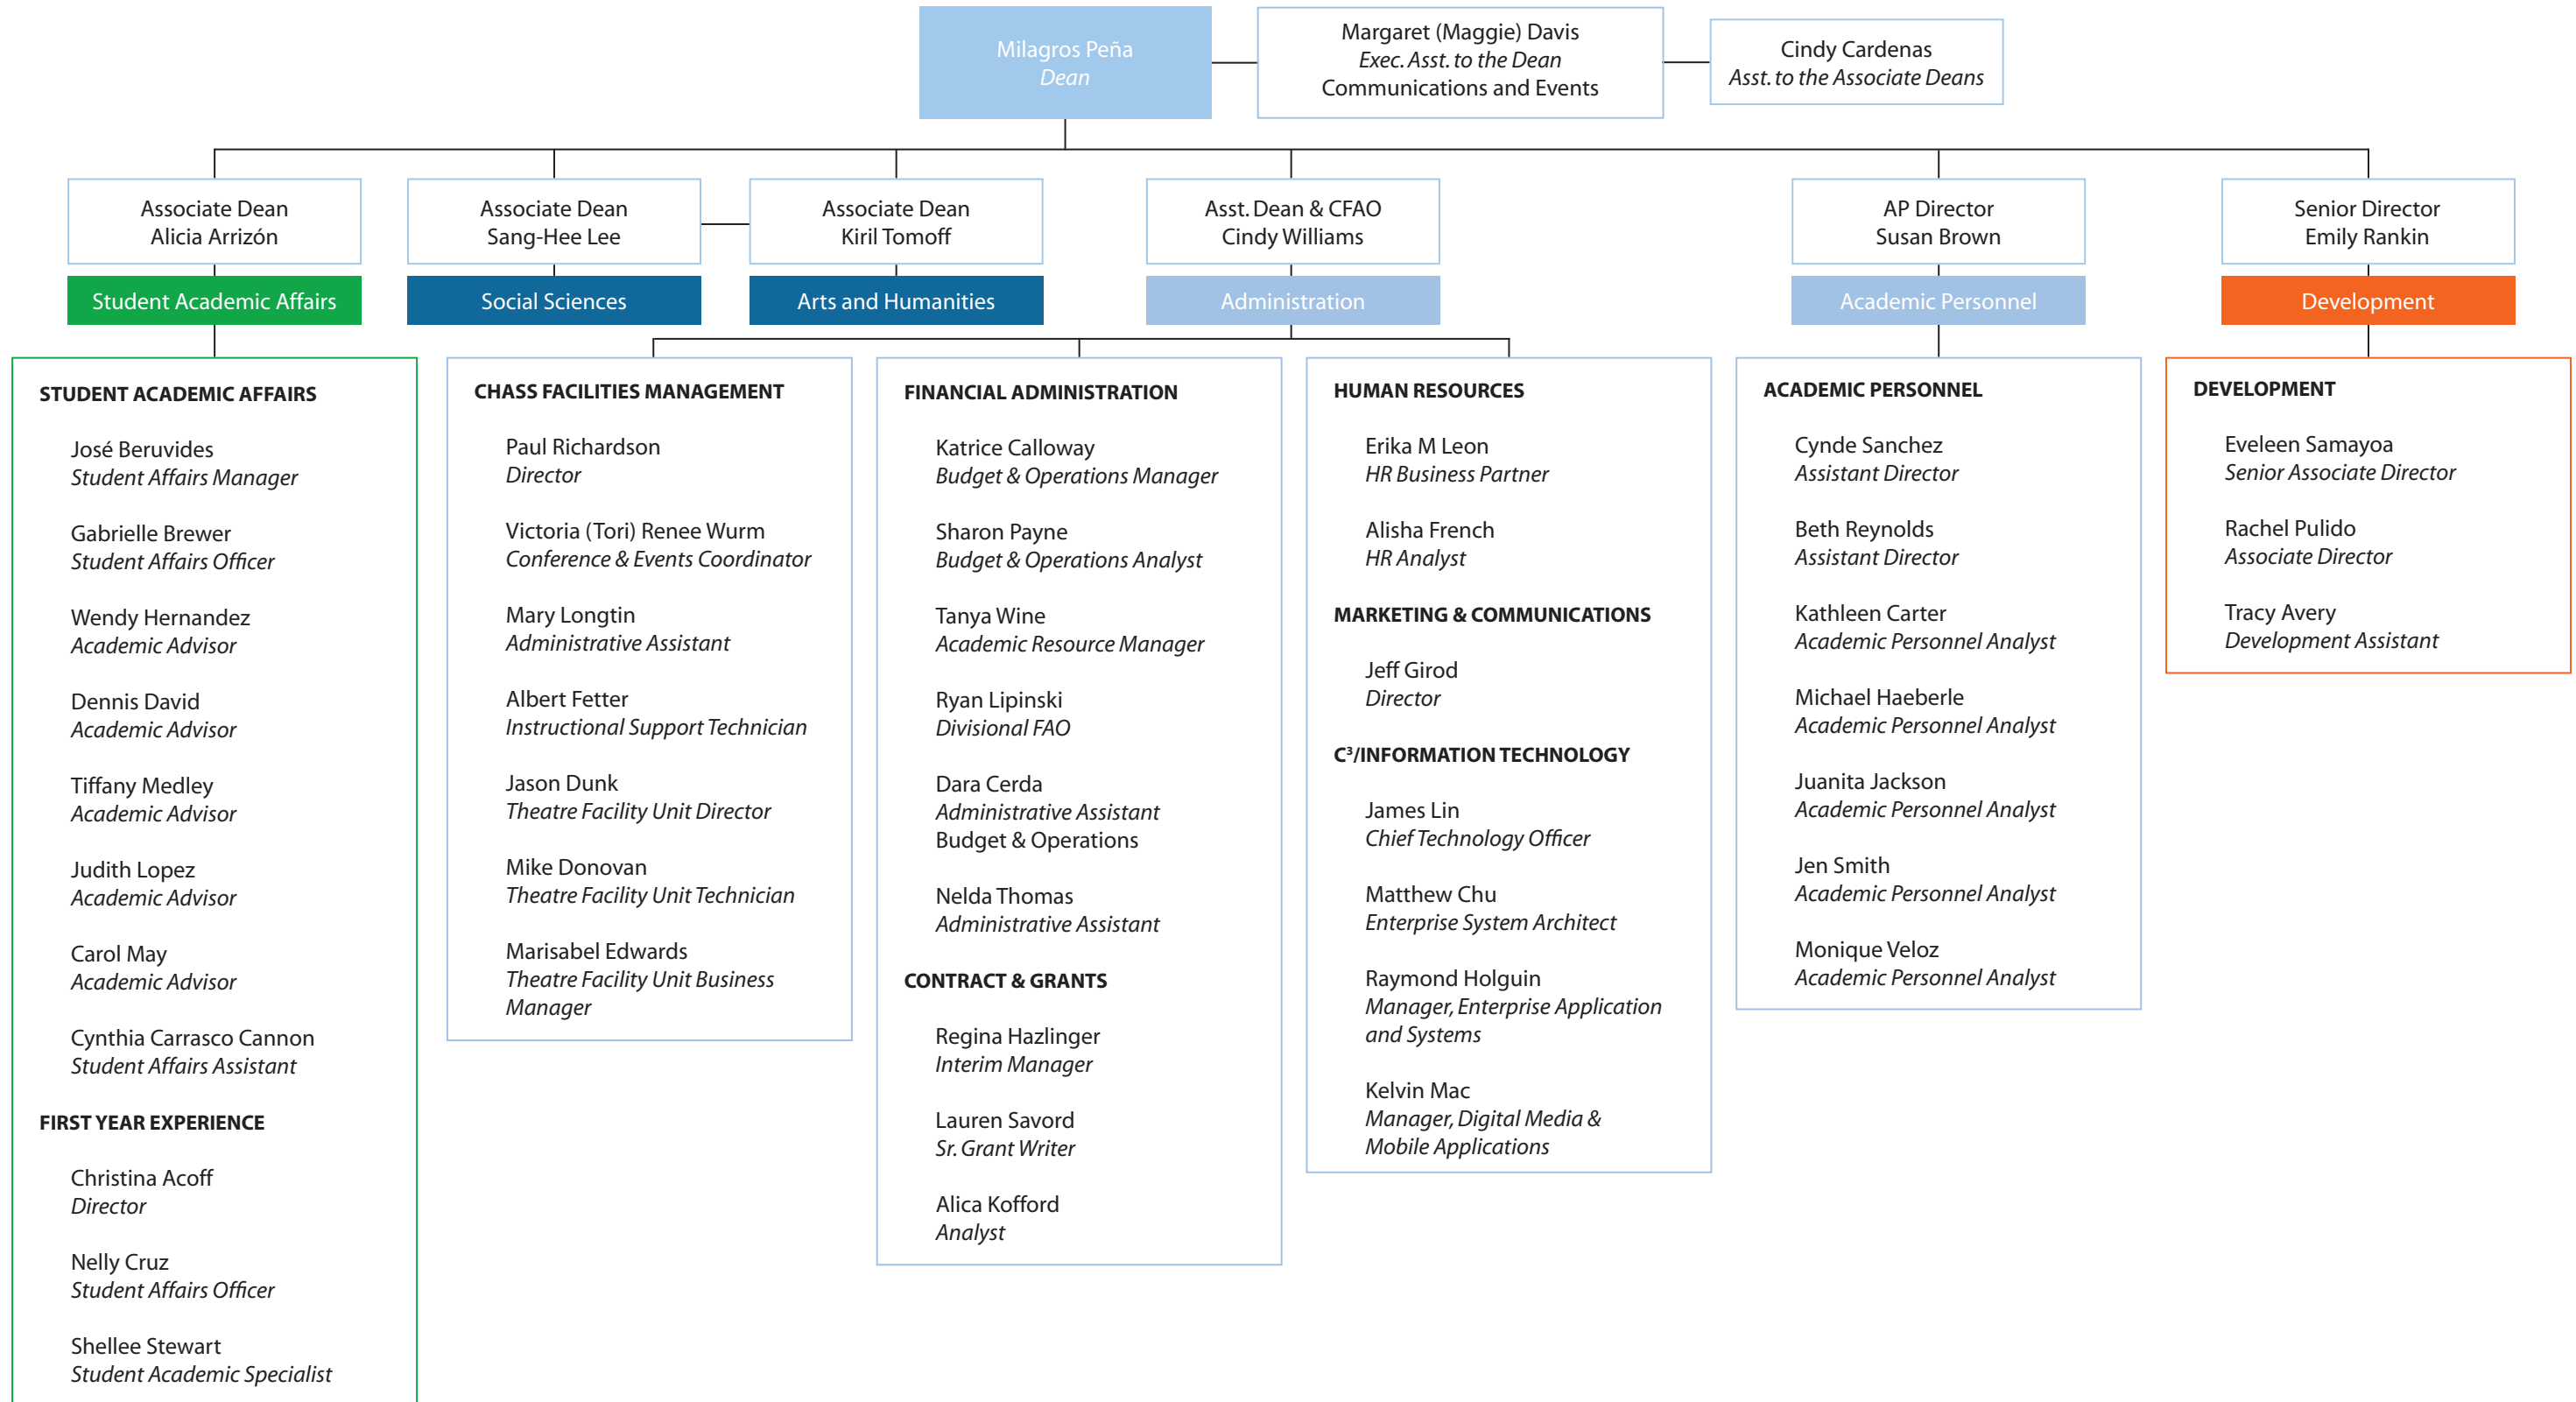 Milagros Peña
Dean
Margaret (Maggie) Davis
Exec. Asst. to the Dean
Communications and Events
Cindy Cardenas
Asst. to the Associate Deans
Associate Dean
Alicia Arrizón
Student Academic Affairs
Associate Dean
Sang-Hee Lee
Social Sciences
Associate Dean
Kiril Tomoff
Arts and Humanities
Asst. Dean & CFAO
Cindy Williams
Administration
AP Director
Susan Brown
Academic Personnel
Senior Director
Emily Rankin
Development
STUDENT ACADEMIC AFFAIRS
José Beruvides
Student Affairs Manager
Gabrielle Brewer
Student Affairs Officer
Wendy Hernandez
Academic Advisor
Dennis David
Academic Advisor
Tiffany Medley
Academic Advisor
Judith Lopez
Academic Advisor
Carol May
Academic Advisor
Cynthia Carrasco Cannon
Student Affairs Assistant
FIRST YEAR EXPERIENCE
Christina Acoff
Director
Nelly Cruz
Student Affairs Officer
Shellee Stewart
Student Academic Specialist
CHASS FACILITIES MANAGEMENT
Paul Richardson
Director
Victoria (Tori) Renee Wurm
Conference & Events Coordinator
Mary Longtin
Administrative Assistant
Albert Fetter
Instructional Support Technician
Jason Dunk
Theatre Facility Unit Director
Mike Donovan
Theatre Facility Unit Technician
Marisabel Edwards
Theatre Facility Unit Business
Manager
FINANCIAL ADMINISTRATION
Katrice Calloway
Budget & Operations Manager
Sharon Payne
Budget & Operations Analyst
Tanya Wine
Academic Resource Manager
Ryan Lipinski
Divisional FAO
Dara Cerda
Administrative Assistant
Budget & Operations
Nelda Thomas
Administrative Assistant
CONTRACT & GRANTS
Regina Hazlinger
Interim Manager
Lauren Savord
Sr. Grant Writer
Alica Kofford
Analyst
HUMAN RESOURCES
Erika M Leon
HR Business Partner
Alisha French
HR Analyst
MARKETING & COMMUNICATIONS
Jeff Girod
Director
C³/INFORMATION TECHNOLOGY
James Lin
Chief Technology Officer
Matthew Chu
Enterprise System Architect
Raymond Holguin
Manager, Enterprise Application
and Systems
Kelvin Mac
Manager, Digital Media &
Mobile Applications
ACADEMIC PERSONNEL
Cynde Sanchez
Assistant Director
Beth Reynolds
Assistant Director
Kathleen Carter
Academic Personnel Analyst
Michael Haeberle
Academic Personnel Analyst
Juanita Jackson
Academic Personnel Analyst
Jen Smith
Academic Personnel Analyst
Monique Veloz
Academic Personnel Analyst
DEVELOPMENT
Eveleen Samayoa
Senior Associate Director
Rachel Pulido
Associate Director
Tracy Avery
Development Assistant